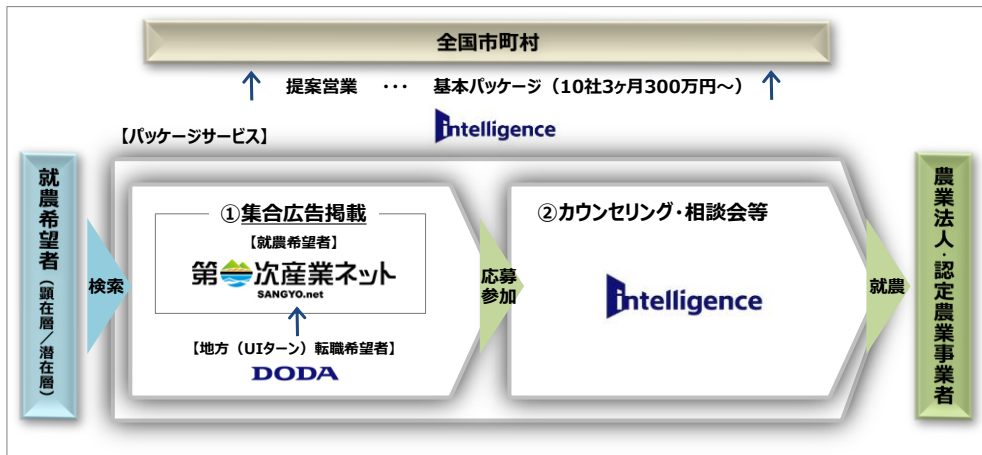 全国市町村
提案営業 ・・・ 基本パッケージ（10社3ヶ月300万円～）
intelligence
【パッケージサービス】
就農希望者（顕在層／潜在層）
検索
①集合広告掲載
【就農希望者】
第一次産業ネット
SANGYO.net
【地方（UIターン）転職希望者】
DODA
応募
参加
②カウンセリング・相談会等
intelligence
就農
農業法人・認定農業事業者